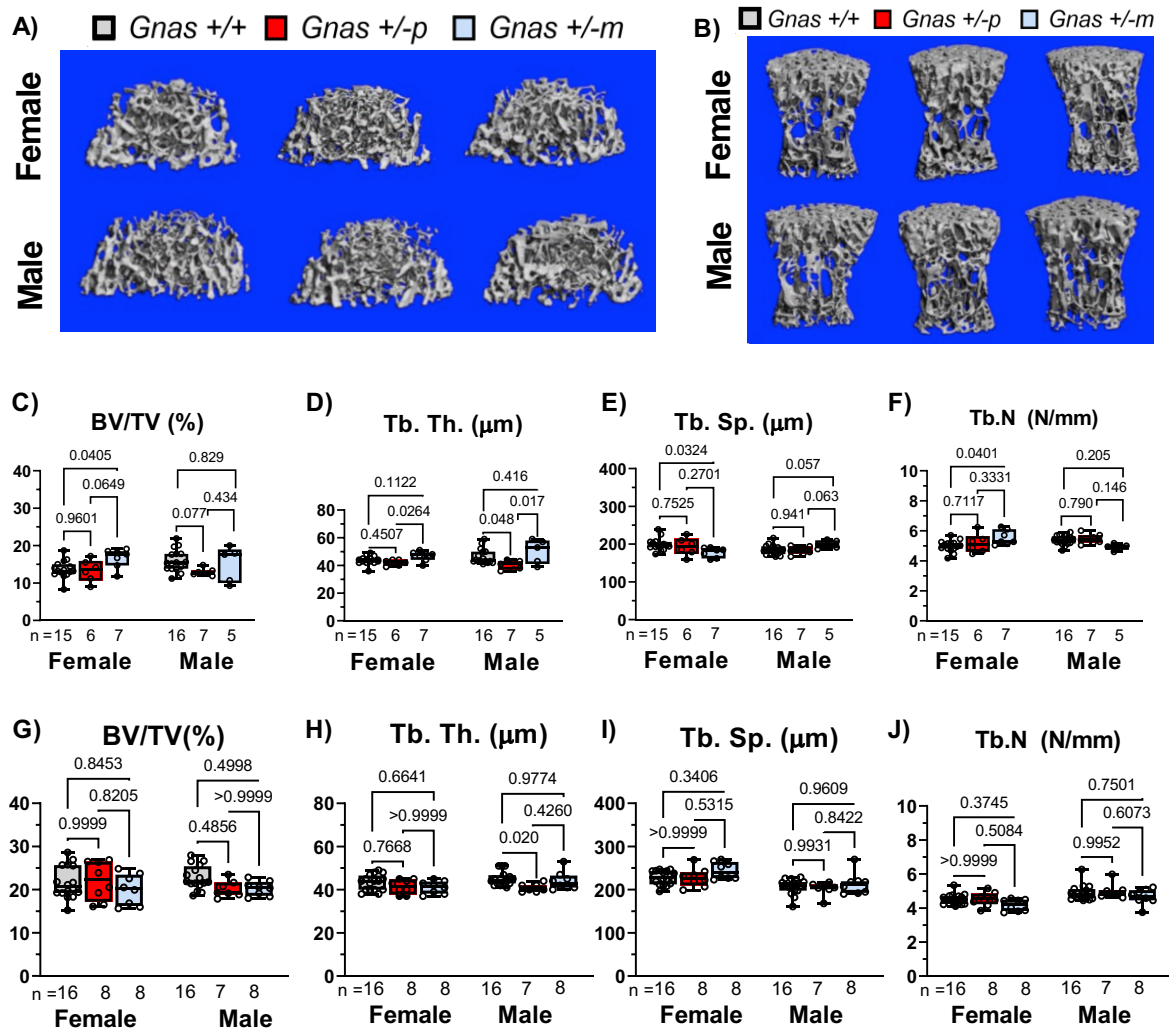 A) Gnas +/+ Gnas +/-p Gnas +/-m
Female
Male
B) Gnas +/+ Gnas +/-p Gnas +/-m
Female
Male
C) BV/TV (%)
0.0405 0.829
0.0649 0.434
0.9601 0.077
40
30
20
10
0
n =15 6 7 16 7 5
Female Male
D) Tb. Th. (μm)
0.1122 0.416
0.0264 0.017
0.4507 0.048
100
80
60
40
20
0
n =15 6 7 16 7 5
Female Male
E) Tb. Sp. (μm)
0.0324 0.057
0.2701 0.063
0.7525 0.941
400
300
200
100
0
n =15 6 7 16 7 5
Female Male
F) Tb.N (N/mm)
0.0401 0.205
0.3331 0.146
0.7117 0.790
10
8
6
4
2
0
n =15 6 7 16 7 5
Female Male
G) BV/TV(%)
0.8453 0.4998
0.8205 >0.9999
0.9999 0.4856
40
30
20
10
0
n =16 8 8 16 7 8
Female Male
H) Tb. Th. (μm)
0.6641 0.9774
>0.9999 0.4260
0.7668 0.020
80
60
40
20
0
n =16 8 8 16 7 8
Female Male
I) Tb. Sp. (μm)
0.3406 0.9609
0.5315 0.8422
>0.9999 0.9931
400
300
200
100
0
n =16 8 8 16 7 8
Female Male
J) Tb.N (N/mm)
0.3745 0.7501
0.5084 0.6073
>0.9999 0.9952
10
8
6
4
2
0
n =16 8 8 16 7 8
Female Male